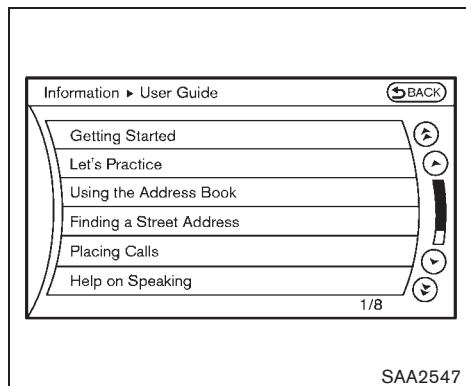 Information ▸ User Guide
BACK
Getting Started
Let's Practice
Using the Address Book
Finding a Street Address
Placing Calls
Help on Speaking
1/8
SAA2547